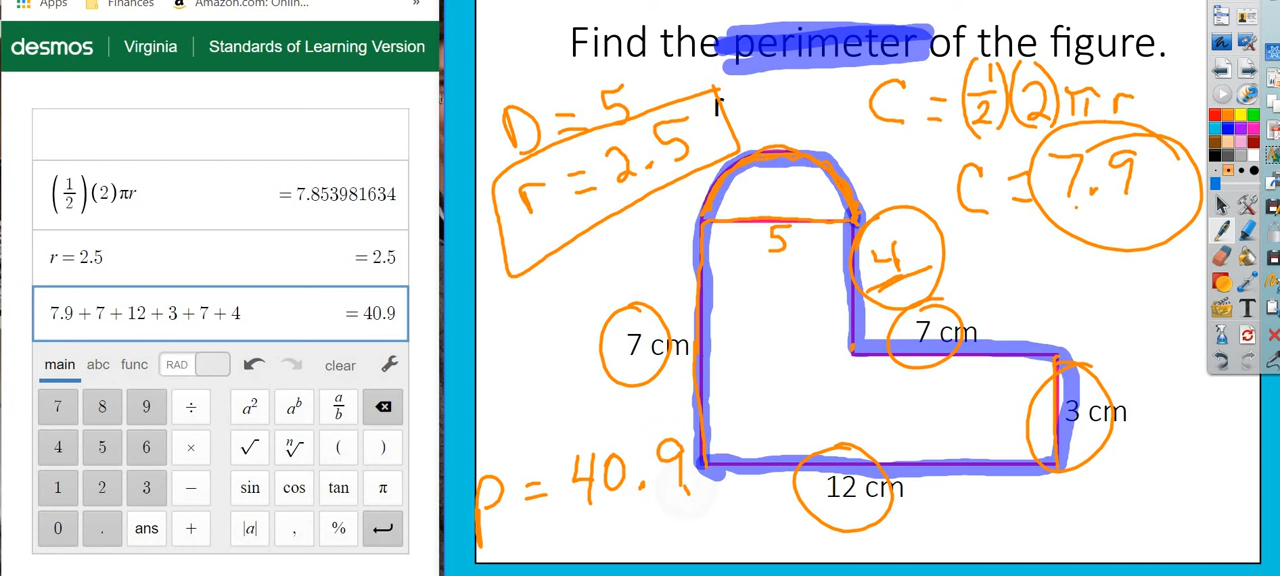 Apps Finances Amazon.com: Onlin... »
desmos Virginia Standards of Learning Version
(1/2)(2)πr = 7.853981634
r = 2.5 = 2.5
7.9 + 7 + 12 + 3 + 7 + 4 = 40.9
main abc func RAD clear
7 8 9 ÷ a² aᵇ a/b
4 5 6 × √ ⁿ√ ( )
1 2 3 − sin cos tan π
0 . ans + |a| , %
Find the perimeter of the figure.
D = 5
r
r = 2.5
C = (1/2)(2)πr
C = 7.9
5
4
7 cm
7 cm
3 cm
12 cm
p = 40.9
T